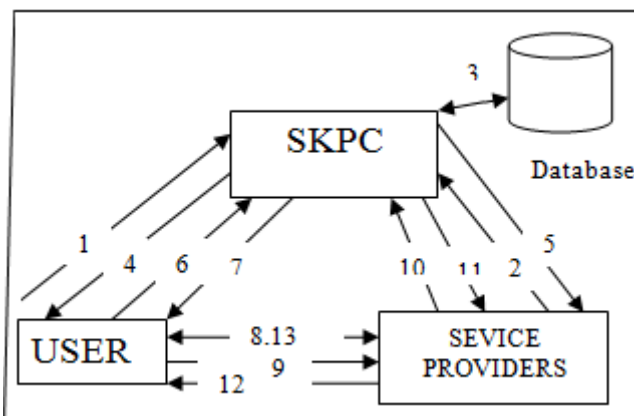 3
SKPC
Database
1
4
6
7
10
11
2
5
USER
8.13
9
12
SEVICE
PROVIDERS